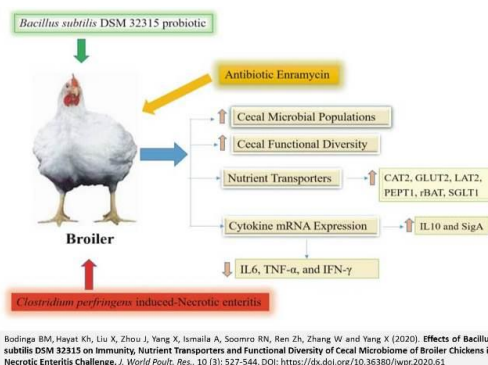 Bacillus subtilis DSM 32315 probiotic
Antibiotic Enramycin
Cecal Microbial Populations
Cecal Functional Diversity
Nutrient Transporters
CAT2, GLUT2, LAT2,
PEPT1, rBAT, SGLT1
Broiler
Cytokine mRNA Expression
IL10 and SigA
IL6, TNF-α, and IFN-γ
Clostridium perfringens induced-Necrotic enteritis
Bodinga BM, Hayat Kh, Liu X, Zhou J, Yang X, Ismaila A, Soomro RN, Ren Zh, Zhang W and Yang X (2020). Effects of Bacillus
subtilis DSM 32315 on Immunity, Nutrient Transporters and Functional Diversity of Cecal Microbiome of Broiler Chickens i
Necrotic Enteritis Challenge. J. World Poult. Res., 10 (3): 527-544. DOI: https://dx.doi.org/10.36380/jwpr.2020.61